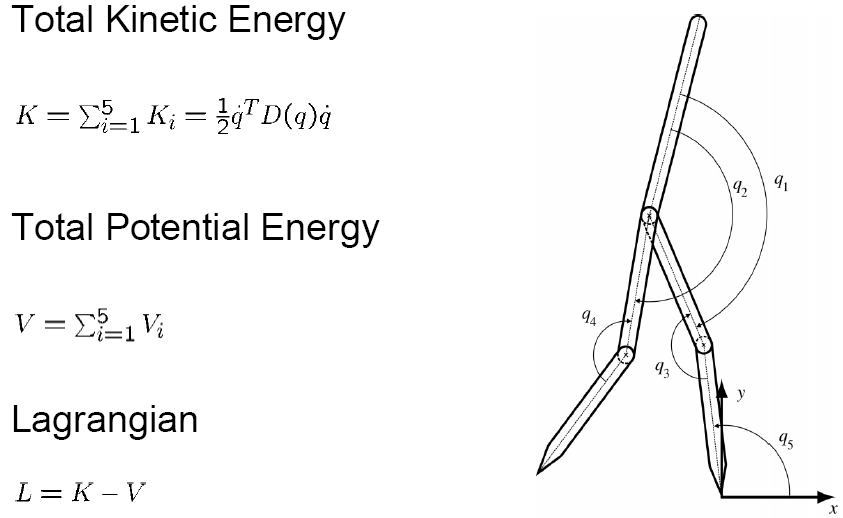 Total Kinetic Energy
K = ∑⁵ᵢ₌₁ Kᵢ = ½q̇ᵀD(q)q̇
Total Potential Energy
V = ∑⁵ᵢ₌₁ Vᵢ
Lagrangian
L = K − V
q₂
q₁
q₄
q₃
y
q₅
x